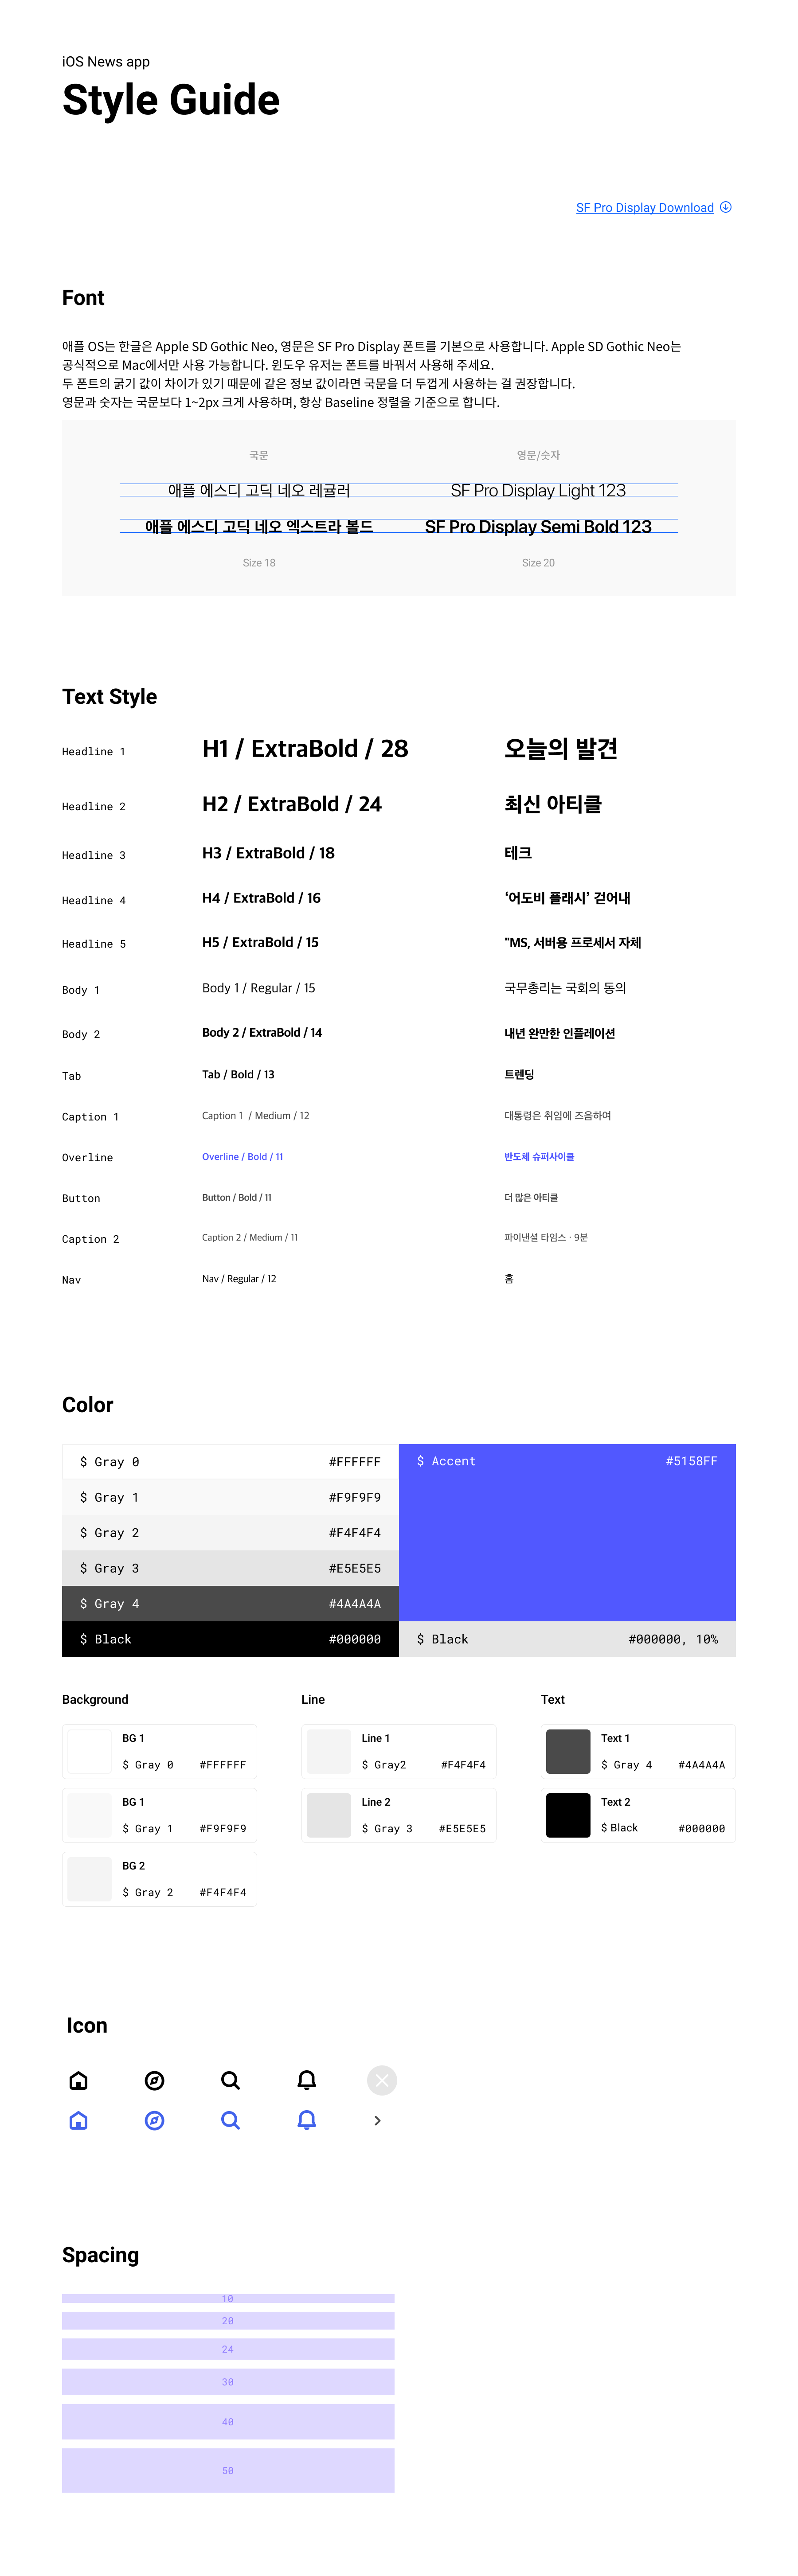 iOS News app
Style Guide
SF Pro Display Download
Font
애플 OS는 한글은 Apple SD Gothic Neo, 영문은 SF Pro Display 폰트를 기본으로 사용합니다. Apple SD Gothic Neo는
공식적으로 Mac에서만 사용 가능합니다. 윈도우 유저는 폰트를 바꿔서 사용해 주세요.
두 폰트의 굵기 값이 차이가 있기 때문에 같은 정보 값이라면 국문을 더 두껍게 사용하는 걸 권장합니다.
영문과 숫자는 국문보다 1~2px 크게 사용하며, 항상 Baseline 정렬을 기준으로 합니다.
국문 영문/숫자
애플 에스디 고딕 네오 레귤러 SF Pro Display Light 123
애플 에스디 고딕 네오 엑스트라 볼드 SF Pro Display Semi Bold 123
Size 18 Size 20
Text Style
Headline 1 H1 / ExtraBold / 28 오늘의 발견
Headline 2 H2 / ExtraBold / 24 최신 아티클
Headline 3 H3 / ExtraBold / 18 테크
Headline 4 H4 / ExtraBold / 16 ‘어도비 플래시’ 걷어내
Headline 5 H5 / ExtraBold / 15 "MS, 서버용 프로세서 자체
Body 1 Body 1 / Regular / 15 국무총리는 국회의 동의
Body 2 Body 2 / ExtraBold / 14 내년 완만한 인플레이션
Tab Tab / Bold / 13 트렌딩
Caption 1 Caption 1 / Medium / 12 대통령은 취임에 즈음하여
Overline Overline / Bold / 11 반도체 슈퍼사이클
Button Button / Bold / 11 더 많은 아티클
Caption 2 Caption 2 / Medium / 11 파이낸셜 타임스 · 9분
Nav Nav / Regular / 12 홈
Color
$ Gray 0 #FFFFFF $ Accent #5158FF
$ Gray 1 #F9F9F9
$ Gray 2 #F4F4F4
$ Gray 3 #E5E5E5
$ Gray 4 #4A4A4A
$ Black #000000 $ Black #000000, 10%
Background Line Text
BG 1 Line 1 Text 1
$ Gray 0 #FFFFFF $ Gray2 #F4F4F4 $ Gray 4 #4A4A4A
BG 1 Line 2 Text 2
$ Gray 1 #F9F9F9 $ Gray 3 #E5E5E5 $ Black #000000
BG 2
$ Gray 2 #F4F4F4
Icon
Spacing
10
20
24
30
40
50